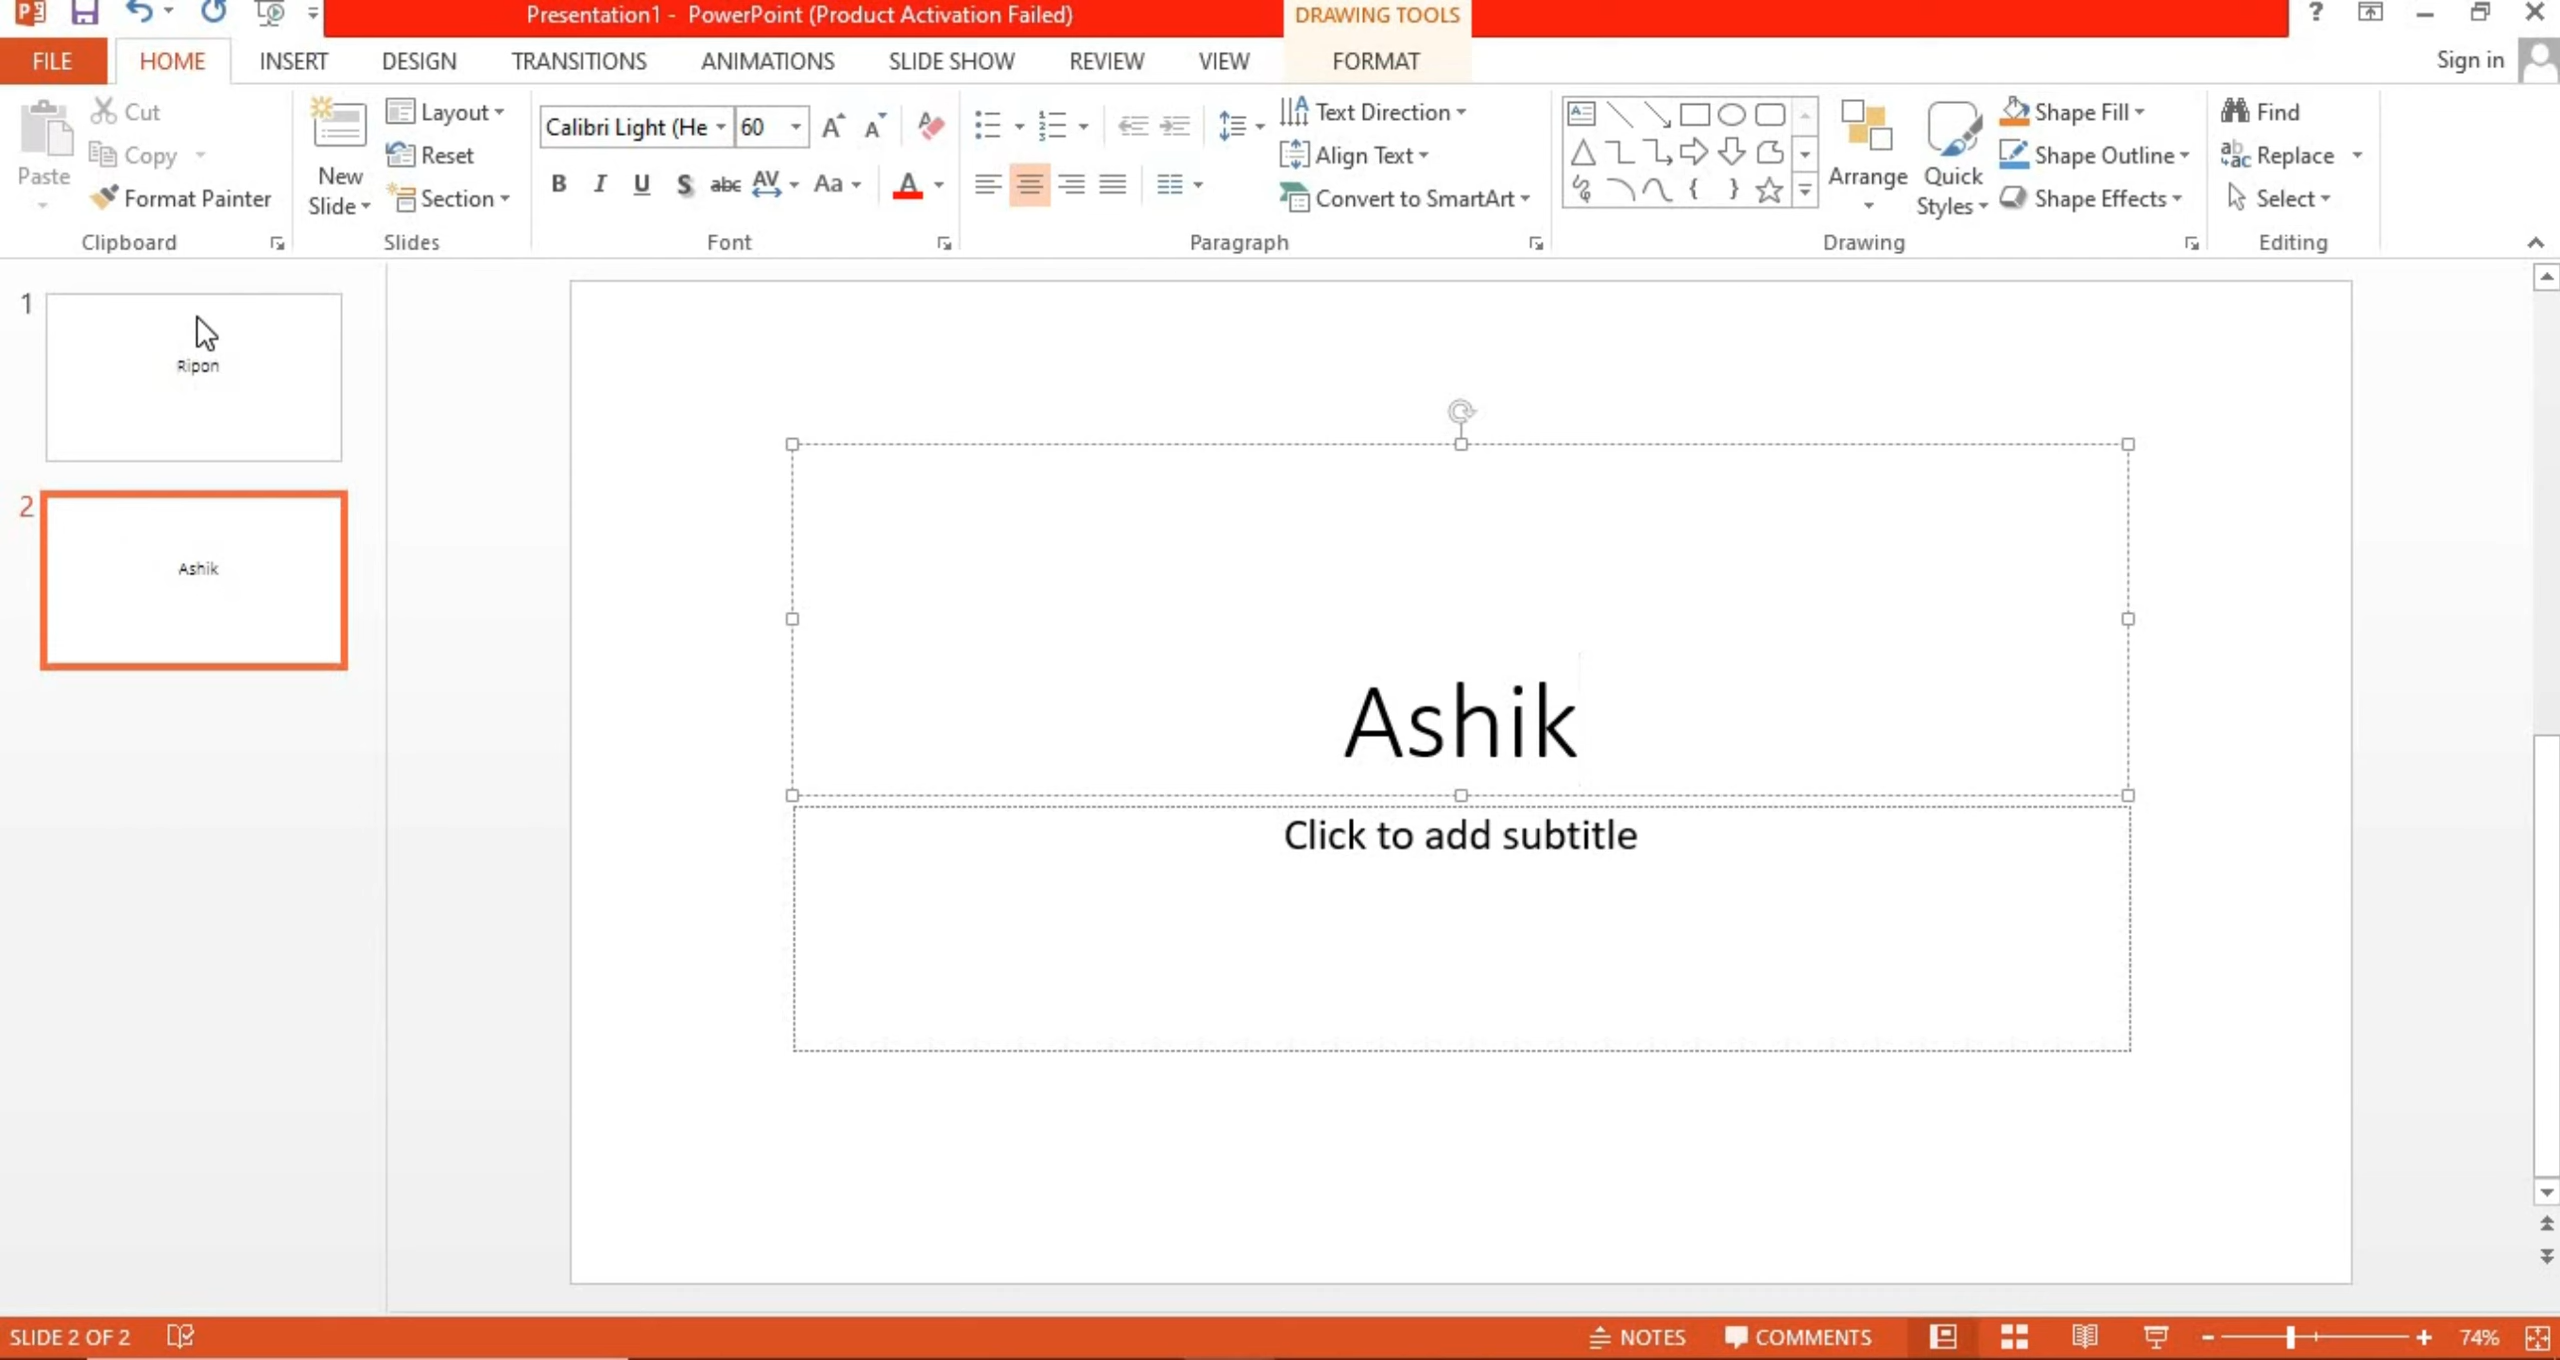 Presentation1 - PowerPoint (Product Activation Failed)
DRAWING TOOLS
FILE
HOME
INSERT
DESIGN
TRANSITIONS
ANIMATIONS
SLIDE SHOW
REVIEW
VIEW
FORMAT
Sign in
Paste
Cut
Copy
Format Painter
Clipboard
New
Slide
Layout
Reset
Section
Slides
Calibri Light (He
60
B I U S abc AV Aa A
Font
Text Direction
Align Text
Convert to SmartArt
Paragraph
Arrange
Quick
Styles
Shape Fill
Shape Outline
Shape Effects
Drawing
Find
Replace
Select
Editing
1
Ripon
2
Ashik
Ashik
Click to add subtitle
SLIDE 2 OF 2
NOTES
COMMENTS
74%